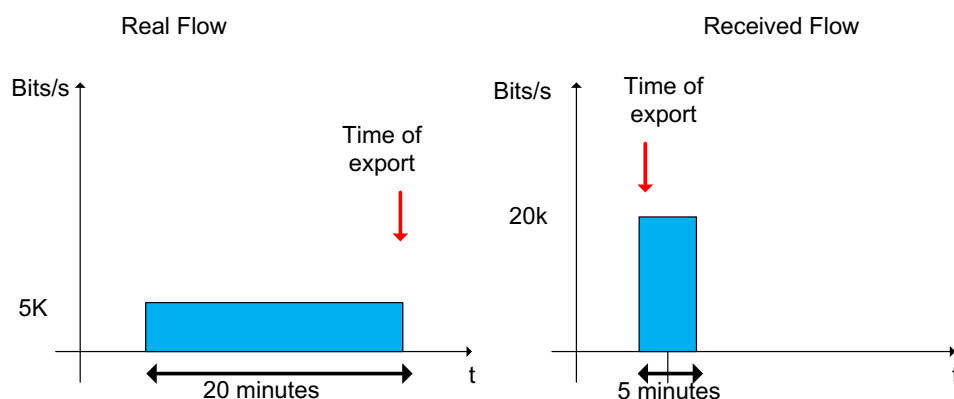 Real Flow
Bits/s
Time of
export
5K
20 minutes
t
Received Flow
Bits/s
Time of
export
20k
5 minutes
t